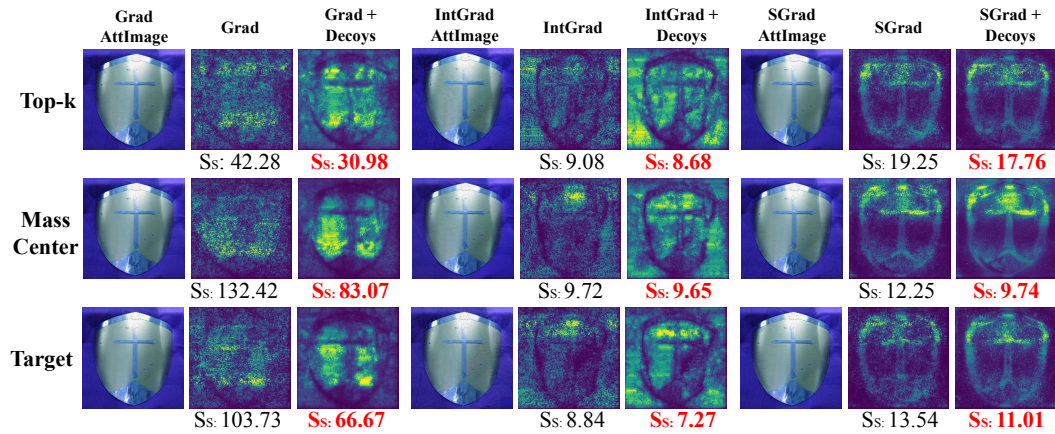 Grad AttImage Grad Grad + Decoys IntGrad AttImage IntGrad IntGrad + Decoys SGrad AttImage SGrad SGrad + Decoys
Top-k
Ss: 42.28 Ss: 30.98 Ss: 9.08 Ss: 8.68 Ss: 19.25 Ss: 17.76
Mass Center
Ss: 132.42 Ss: 83.07 Ss: 9.72 Ss: 9.65 Ss: 12.25 Ss: 9.74
Target
Ss: 103.73 Ss: 66.67 Ss: 8.84 Ss: 7.27 Ss: 13.54 Ss: 11.01